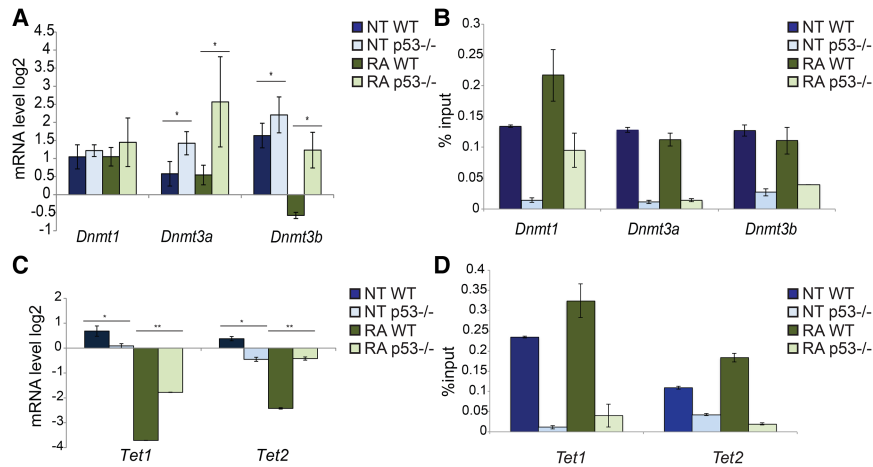 A
mRNA level log2
4.5
4
3.5
3
2.5
2
1.5
1
0.5
0
-0.5
-1
* * * *
Dnmt1 Dnmt3a Dnmt3b
NT WT
NT p53-/-
RA WT
RA p53-/-
B
% input
0.3
0.25
0.2
0.15
0.1
0.05
0
Dnmt1 Dnmt3a Dnmt3b
NT WT
NT p53-/-
RA WT
RA p53-/-
C
mRNA level log2
2
1
0
-1
-2
-3
-4
* ** * **
Tet1 Tet2
NT WT
NT p53-/-
RA WT
RA p53-/-
D
%input
0.4
0.35
0.3
0.25
0.2
0.15
0.1
0.05
0
Tet1 Tet2
NT WT
NT p53-/-
RA WT
RA p53-/-